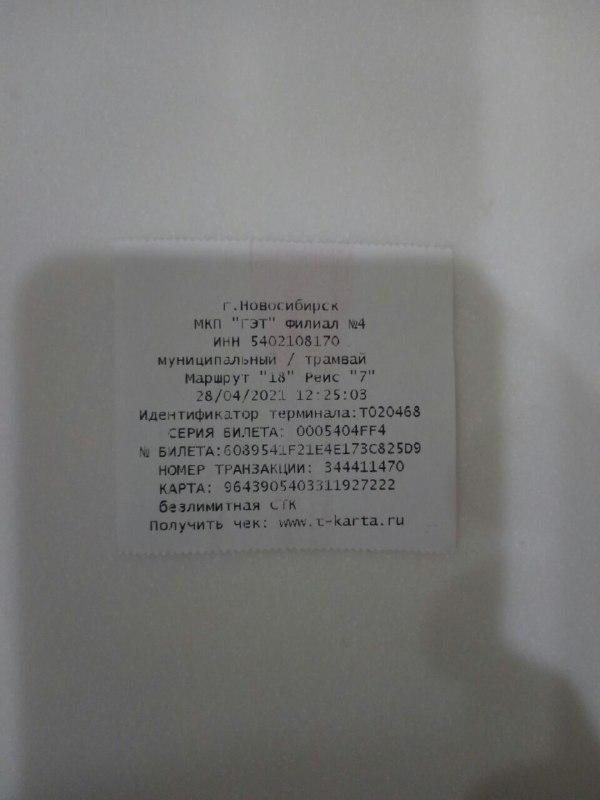 г.Новосибирск
МКП "ГЭТ" Филиал №4
ИНН 5402108170
муниципальный / трамвай
Маршрут "18" Рейс "7"
28/04/2021 12:25:03
Идентификатор терминала:T020468
СЕРИЯ БИЛЕТА: 0005404FF4
№ БИЛЕТА:6089541F21E4E173C825D9
НОМЕР ТРАНЗАКЦИИ: 344411470
КАРТА: 9643905403311927222
безлимитная СТК
Получить чек: www.t-karta.ru